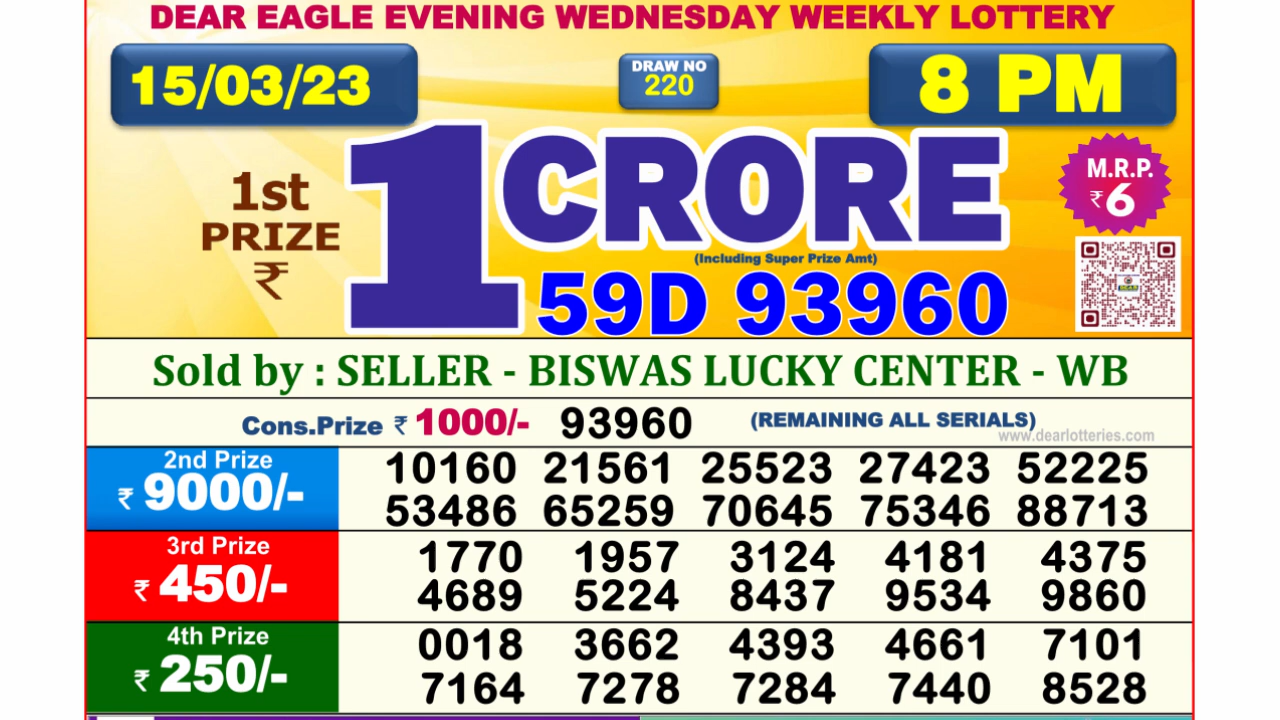 DEAR EAGLE EVENING WEDNESDAY WEEKLY LOTTERY
15/03/23
DRAW NO
220
8 PM
1st
PRIZE
₹
1 CRORE
(Including Super Prize Amt)
59D 93960
M.R.P.
₹6
Sold by : SELLER - BISWAS LUCKY CENTER - WB
Cons.Prize ₹ 1000/- 93960 (REMAINING ALL SERIALS)
www.dearlotteries.com
2nd Prize
₹ 9000/-
10160 21561 25523 27423 52225
53486 65259 70645 75346 88713
3rd Prize
₹ 450/-
1770 1957 3124 4181 4375
4689 5224 8437 9534 9860
4th Prize
₹ 250/-
0018 3662 4393 4661 7101
7164 7278 7284 7440 8528